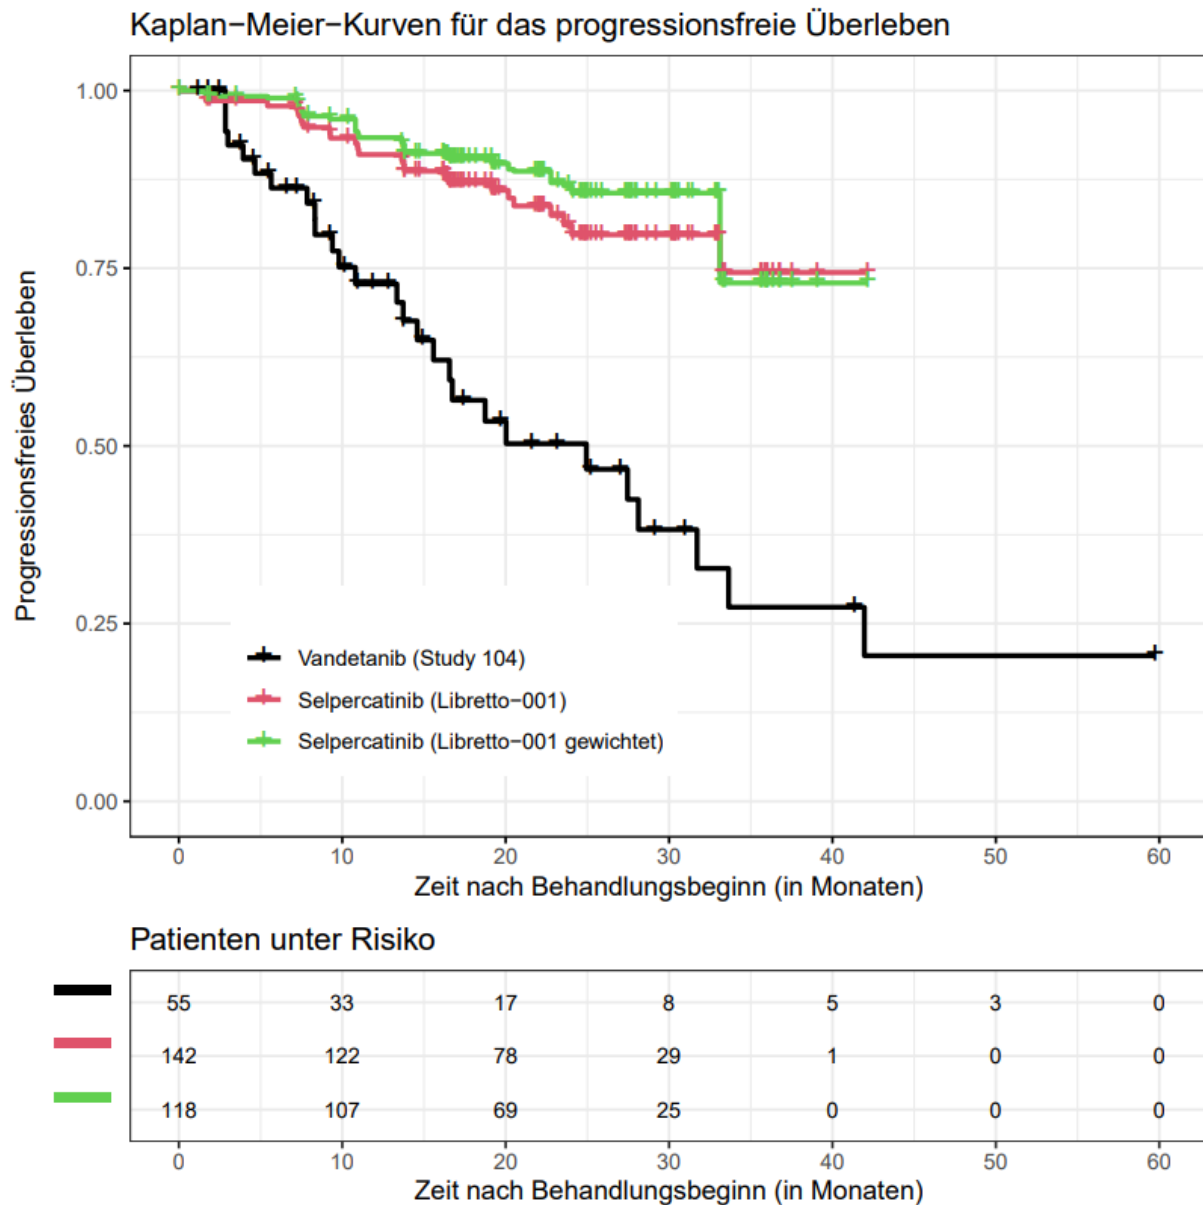 Kaplan−Meier−Kurven für das progressionsfreie Überleben
Progressionsfreies Überleben
1.00
0.75
0.50
0.25
0.00
Vandetanib (Study 104)
Selpercatinib (Libretto−001)
Selpercatinib (Libretto−001 gewichtet)
0 10 20 30 40 50 60
Zeit nach Behandlungsbeginn (in Monaten)
Patienten unter Risiko
55 33 17 8 5 3 0
142 122 78 29 1 0 0
118 107 69 25 0 0 0
0 10 20 30 40 50 60
Zeit nach Behandlungsbeginn (in Monaten)